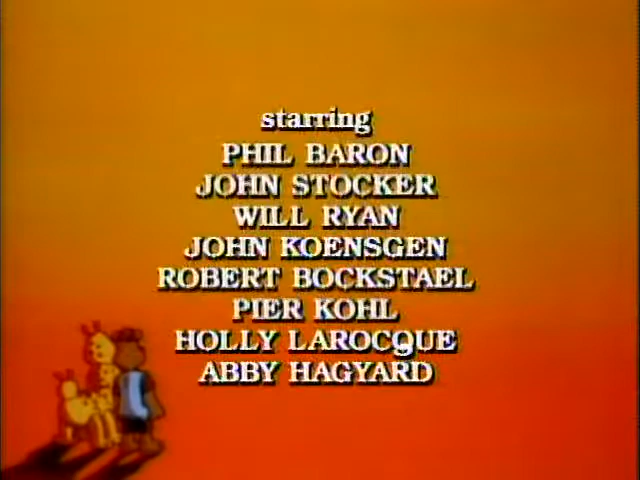 starring
PHIL BARON
JOHN STOCKER
WILL RYAN
JOHN KOENSGEN
ROBERT BOCKSTAEL
PIER KOHL
HOLLY LAROCQUE
ABBY HAGYARD